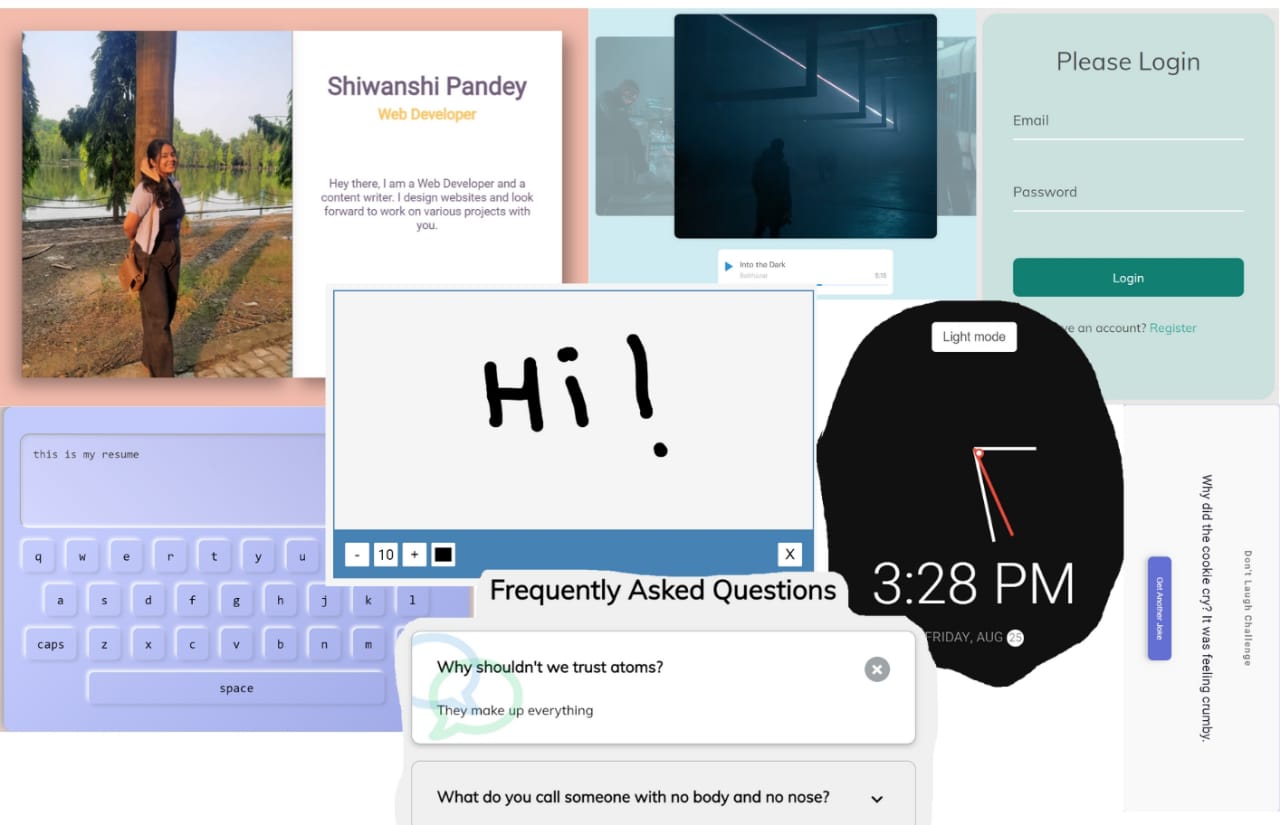 Shiwanshi Pandey
Web Developer
Hey there, I am a Web Developer and a
content writer. I design websites and look
forward to work on various projects with
you.
Into the Dark
5:15
Please Login
Email
Password
Login
ve an account? Register
Hi!
- 10 + X
Light mode
3:28 PM
FRIDAY, AUG 25
this is my resume
q w e r t y u
a s d f g h j k l
caps z x c v b n m
space
Frequently Asked Questions
Why shouldn't we trust atoms?
They make up everything
What do you call someone with no body and no nose?
Don't Laugh Challenge
Why did the cookie cry? It was feeling crumby.
Get Another Joke